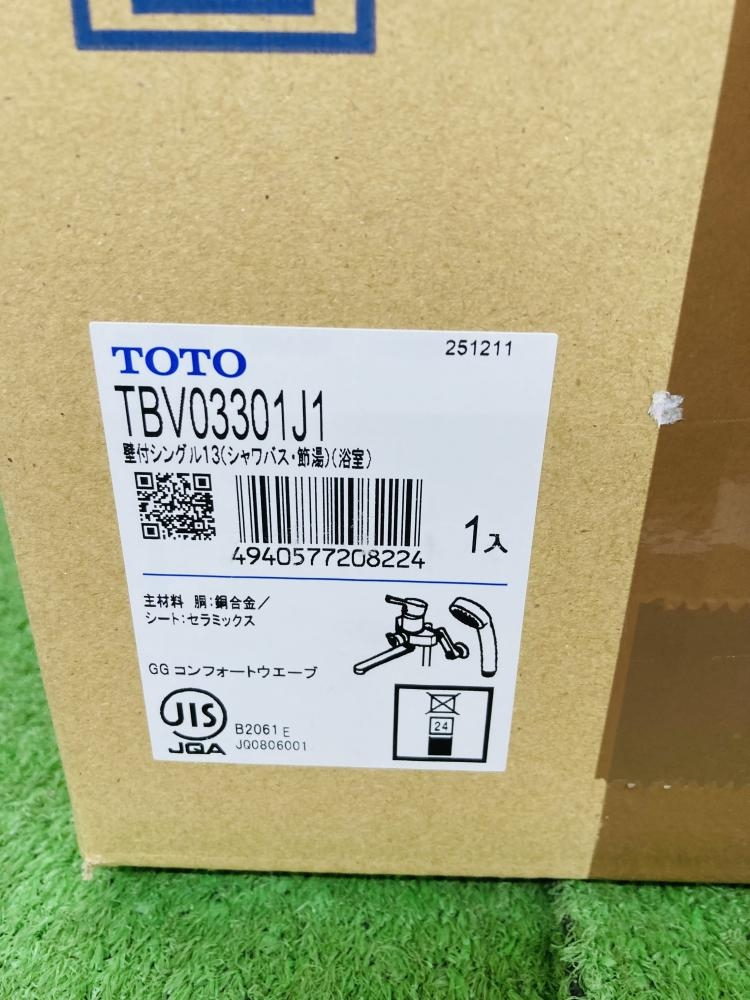 TOTO
251211
TBV03301J1
壁付シングル13(シャワバス・節湯)(浴室)
4940577208224
1入
主材料 胴:銅合金/
シート:セラミックス
GG コンフォートウエーブ
JIS
JQA
B2061 E
JQ0806001
24